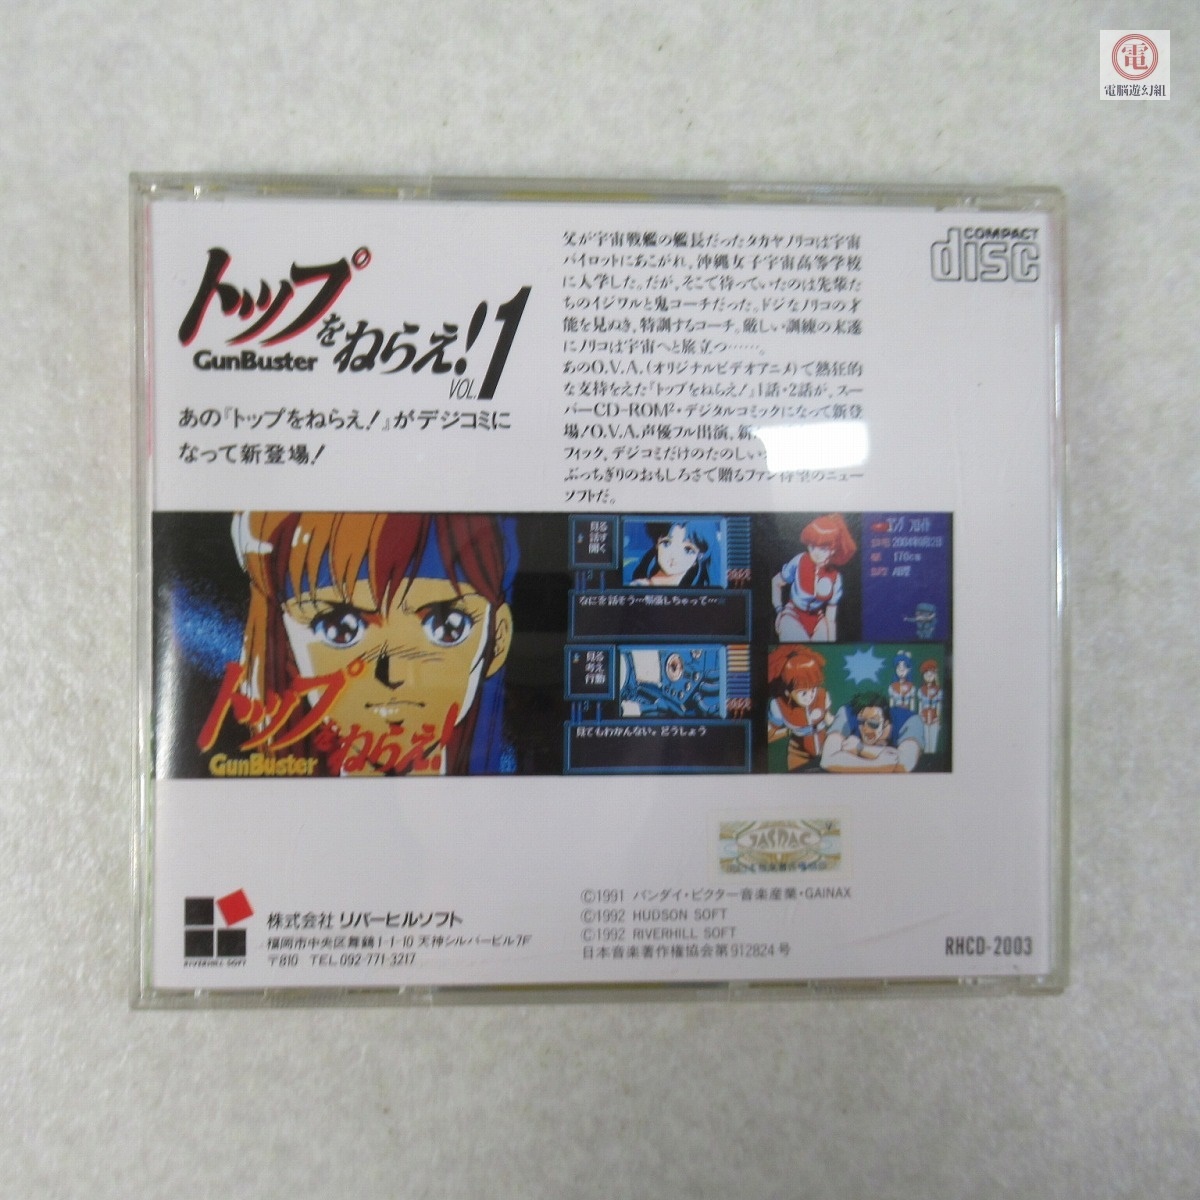 電
電脳遊幻組
トップをねらえ!
GunBuster
VOL.1
あの『トップをねらえ!』がデジコミに
なって新登場!
父が宇宙戦艦の艦長だったタカヤノリコは宇宙
パイロットにあこがれ、沖縄女子宇宙高等学校
に入学した。だが、そこで待っていたのは先輩た
ちのイジワルと鬼コーチだった。ドジなノリコの才
能を見ぬき、特訓するコーチ。厳しい訓練の末遂
にノリコは宇宙へと旅立つ……。
あのO.V.A.(オリジナルビデオアニメ)で熱狂的
な支持をえた『トップをねらえ!』1話・2話が、スー
パーCD-ROM²・デジタルコミックになって新登
場!O.V.A.声優フル出演、新
フィック、デジコミだけのたのしい
ぶっちぎりのおもしろさで贈るファン待望のニュー
ソフトだ。
COMPACT
disc
トップをねらえ!
GunBuster
見る
話す
聞く
なにを話そう…緊張しちゃって…
見る
考え
行動
見てもわかんない。どうしよう
2004年8月2日
170cm
JASRAC
RIVERHILL SOFT
株式会社 リバーヒルソフト
福岡市中央区舞鶴1-1-10 天神シルバービル7F
〒810 TEL 092-771-3217
©1991 バンダイ・ビクター音楽産業・GAINAX
©1992 HUDSON SOFT
©1992 RIVERHILL SOFT
日本音楽著作権協会第912824号
RHCD-2003